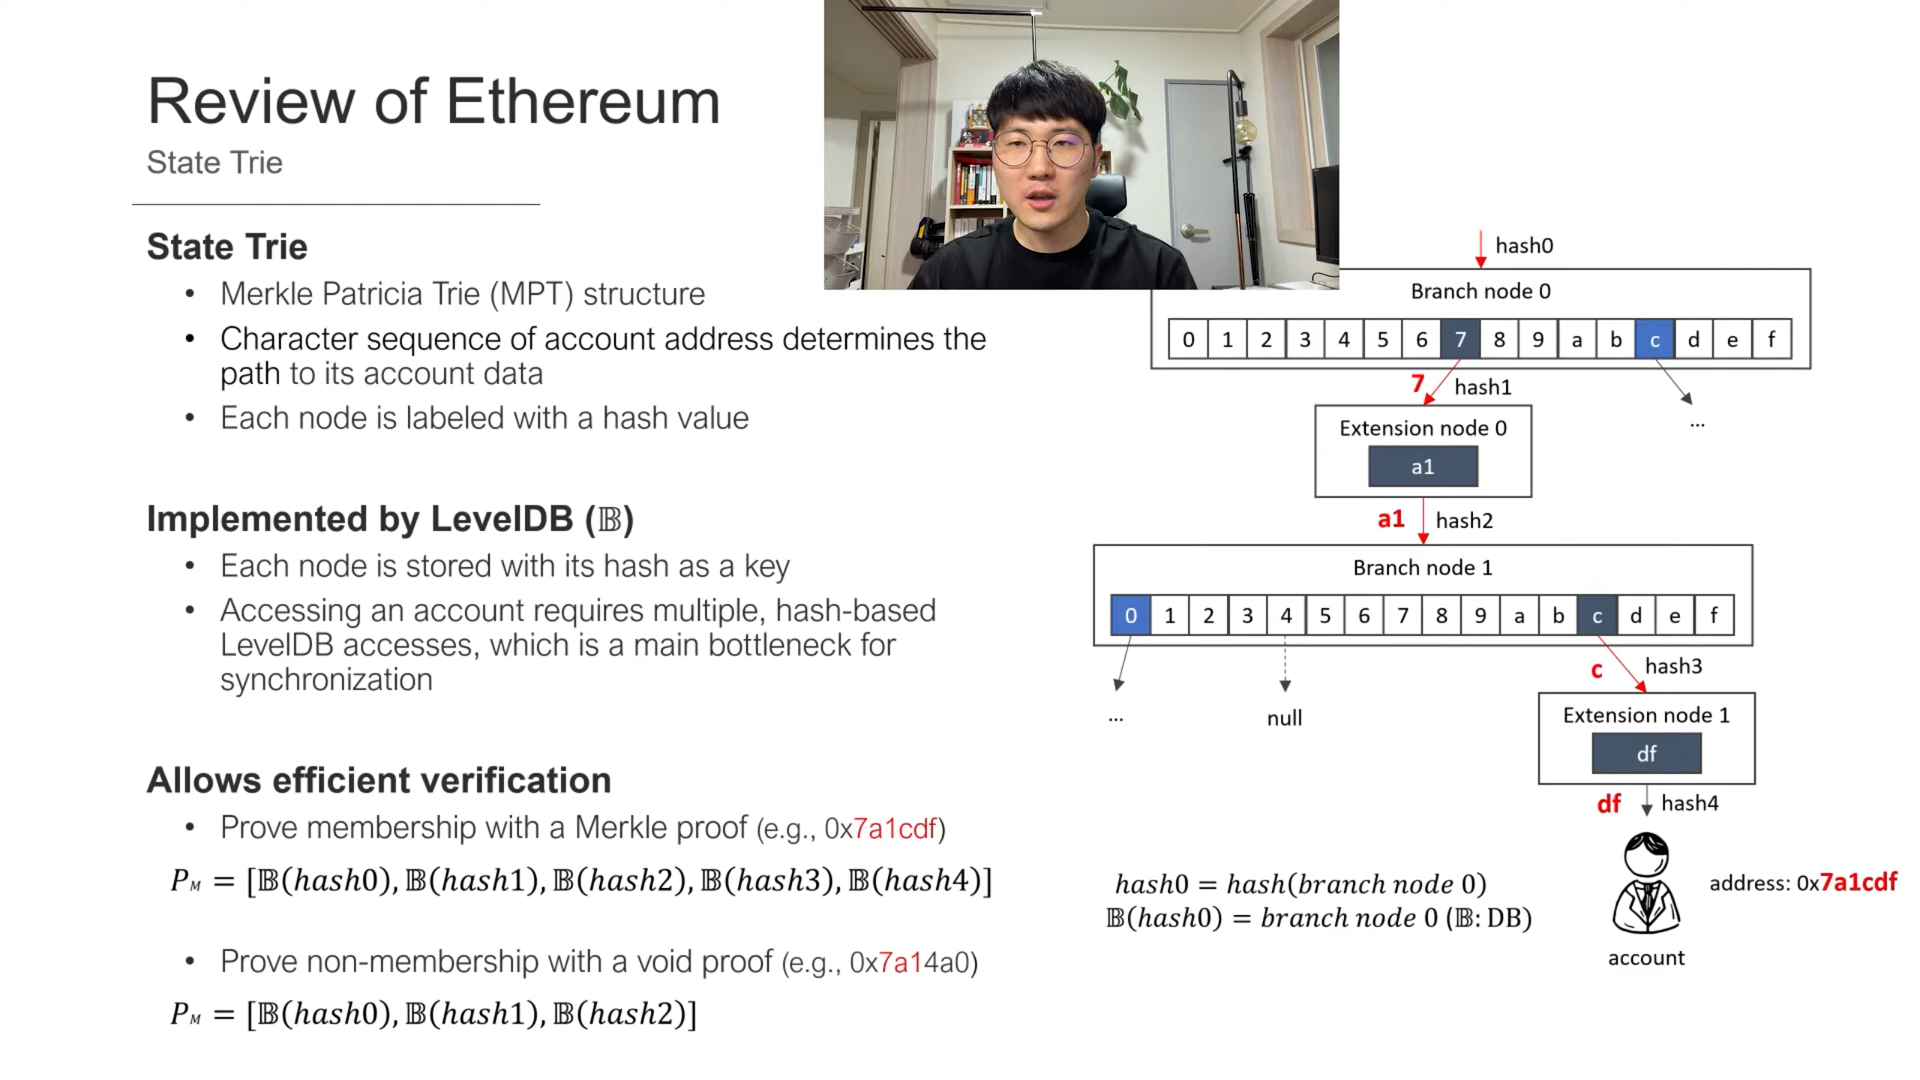 Review of Ethereum
State Trie
State Trie
• Merkle Patricia Trie (MPT) structure
• Character sequence of account address determines the
path to its account data
• Each node is labeled with a hash value
Implemented by LevelDB (𝔹)
• Each node is stored with its hash as a key
• Accessing an account requires multiple, hash-based
LevelDB accesses, which is a main bottleneck for
synchronization
Allows efficient verification
• Prove membership with a Merkle proof (e.g., 0x7a1cdf)
P_M = [𝔹(hash0), 𝔹(hash1), 𝔹(hash2), 𝔹(hash3), 𝔹(hash4)]
• Prove non-membership with a void proof (e.g., 0x7a14a0)
P_M = [𝔹(hash0), 𝔹(hash1), 𝔹(hash2)]
hash0
Branch node 0
0 1 2 3 4 5 6 7 8 9 a b c d e f
7 hash1
...
Extension node 0
a1
a1 hash2
Branch node 1
0 1 2 3 4 5 6 7 8 9 a b c d e f
c hash3
...
null
Extension node 1
df
df hash4
hash0 = hash(branch node 0)
𝔹(hash0) = branch node 0 (𝔹: DB)
address: 0x7a1cdf
account